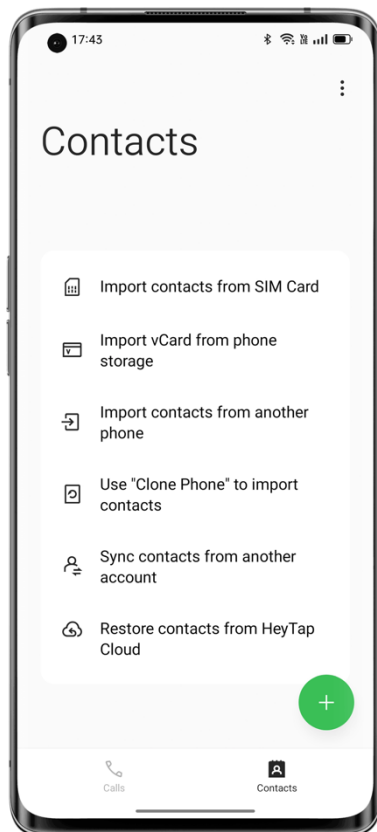 17:43
Contacts
Import contacts from SIM Card
Import vCard from phone
storage
Import contacts from another
phone
Use "Clone Phone" to import
contacts
Sync contacts from another
account
Restore contacts from HeyTap
Cloud
Calls
Contacts